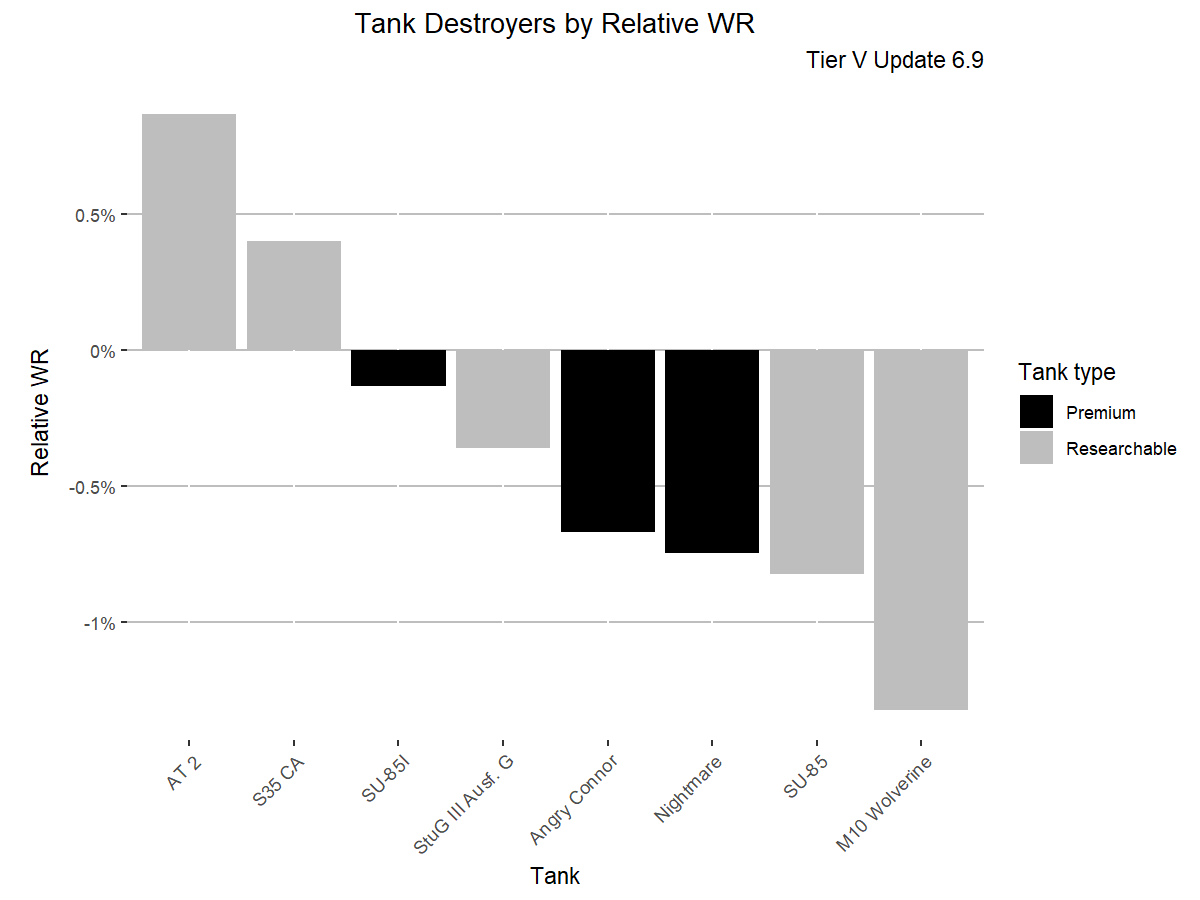 Tank Destroyers by Relative WR
Tier V Update 6.9
Relative WR
0.5%
0%
-0.5%
-1%
AT 2
S35 CA
SU-85I
StuG III Ausf. G
Angry Connor
Nightmare
SU-85
M10 Wolverine
Tank
Tank type
Premium
Researchable